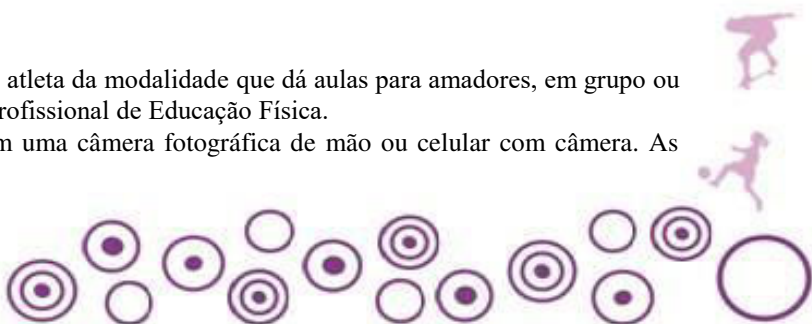 atleta da modalidade que dá aulas para amadores, em grupo ou
rofissional de Educação Física.
m uma câmera fotográfica de mão ou celular com câmera. As